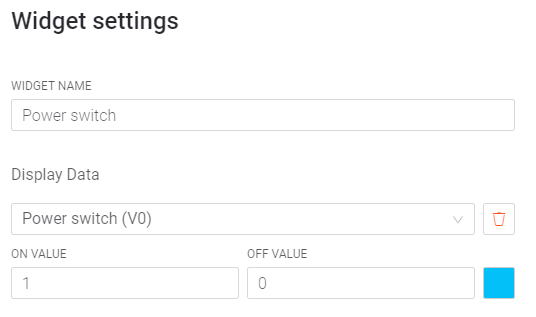 Widget settings
WIDGET NAME
Power switch
Display Data
Power switch (V0)
ON VALUE OFF VALUE
1 0